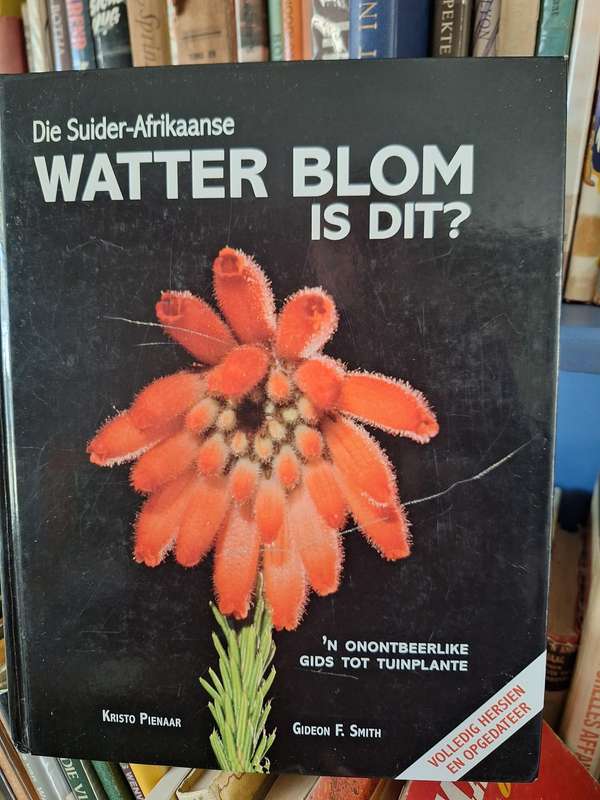 Die Suider-Afrikaanse
WATTER BLOM
IS DIT?
'N ONONTBEERLIKE
GIDS TOT TUINPLANTE
KRISTO PIENAAR
GIDEON F. SMITH
VOLLEDIG HERSIEN
EN OPGEDATEER